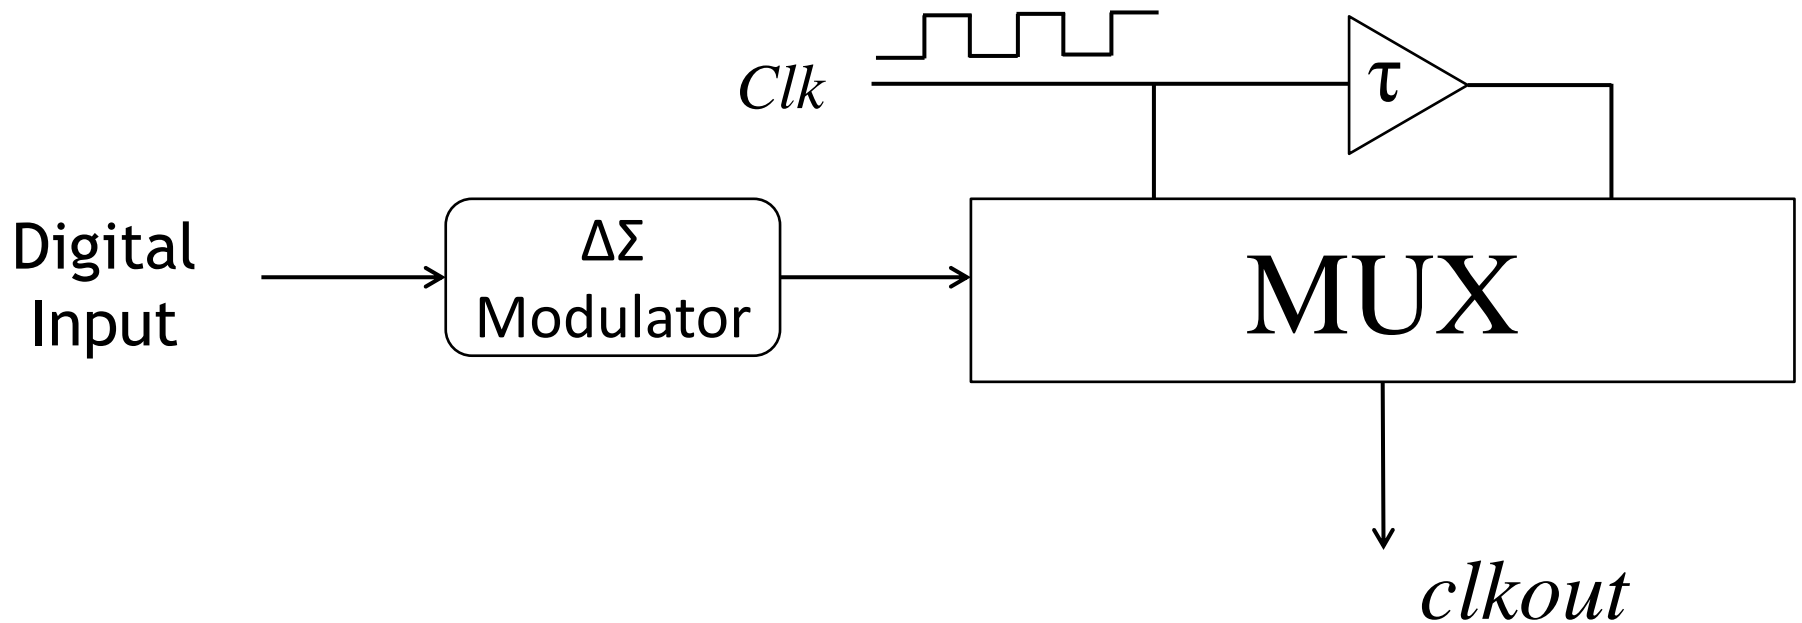 Clk
τ
Digital
Input
ΔΣ
Modulator
MUX
clkout